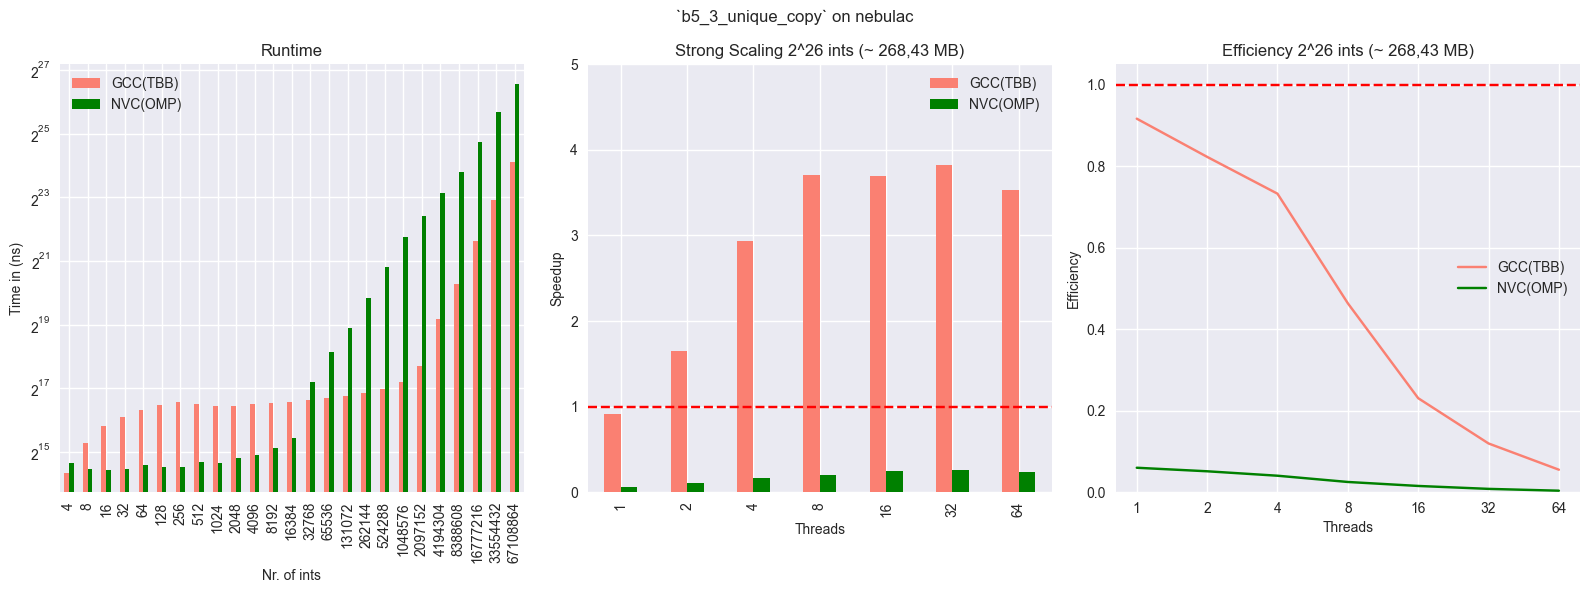 `b5_3_unique_copy` on nebulac
Runtime
2^27
2^25
2^23
2^21
2^19
2^17
2^15
Time in (ns)
GCC(TBB)
NVC(OMP)
4 8 16 32 64 128 256 512 1024 2048 4096 8192 16384 32768 65536 131072 262144 524288 1048576 2097152 4194304 8388608 16777216 33554432 67108864
Nr. of ints
Strong Scaling 2^26 ints (~ 268,43 MB)
5
4
3
2
1
0
Speedup
GCC(TBB)
NVC(OMP)
1 2 4 8 16 32 64
Threads
Efficiency 2^26 ints (~ 268,43 MB)
1.0
0.8
0.6
0.4
0.2
0.0
Efficiency
GCC(TBB)
NVC(OMP)
1 2 4 8 16 32 64
Threads